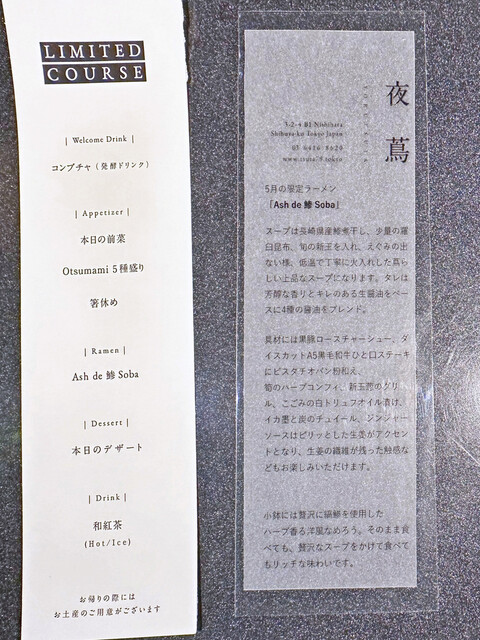 LIMITED
COURSE
| Welcome Drink |
コンブチャ（発酵ドリンク）
| Appetizer |
本日の前菜
Otsumami 5種盛り
箸休め
| Ramen |
Ash de 鯵 Soba
| Dessert |
本日のデザート
| Drink |
和紅茶
(Hot/Ice)
お帰りの際には
お土産のご用意がございます
夜蔦
3-2-4 B1 Nishihara
Shibuya-ku Tokyo Japan
5月の限定ラーメン
「Ash de 鯵 Soba」
スープは長崎県産鯵煮干し、少量の羅
臼昆布、旬の新玉を入れ、えぐみの出
ない様、低温で丁寧に火入れした真ら
しい上品なスープになります。タレは
芳醇な香りとキレのある生醤油をベー
スに4種の醤油をブレンド。
具材には黒豚ロースチャーシュー、ダ
イスカットA5黒毛和牛ひと口ステーキ
にピスタチオパン粉和え、
筍のハーブコンフィ、新玉葱のグリ
ル、こごみの白トリュフオイル漬け、
イカ墨と炭のチュイール、ジンジャー
ソースはピリッとした生姜がアクセン
トとなり、生姜の繊維が残った触感な
どもお楽しみいただけます。
小鉢には贅沢に縞鯵を使用した
ハーブ香る洋風なめろう。そのまま食
べても、贅沢なスープをかけて食べて
もリッチな味わいです。